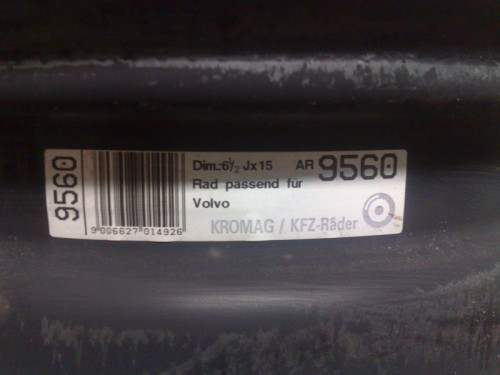 9560
9 006627 014926
Dim.:6½ Jx15 AR 9560
Rad passend für
Volvo
KROMAG / KFZ-Räder